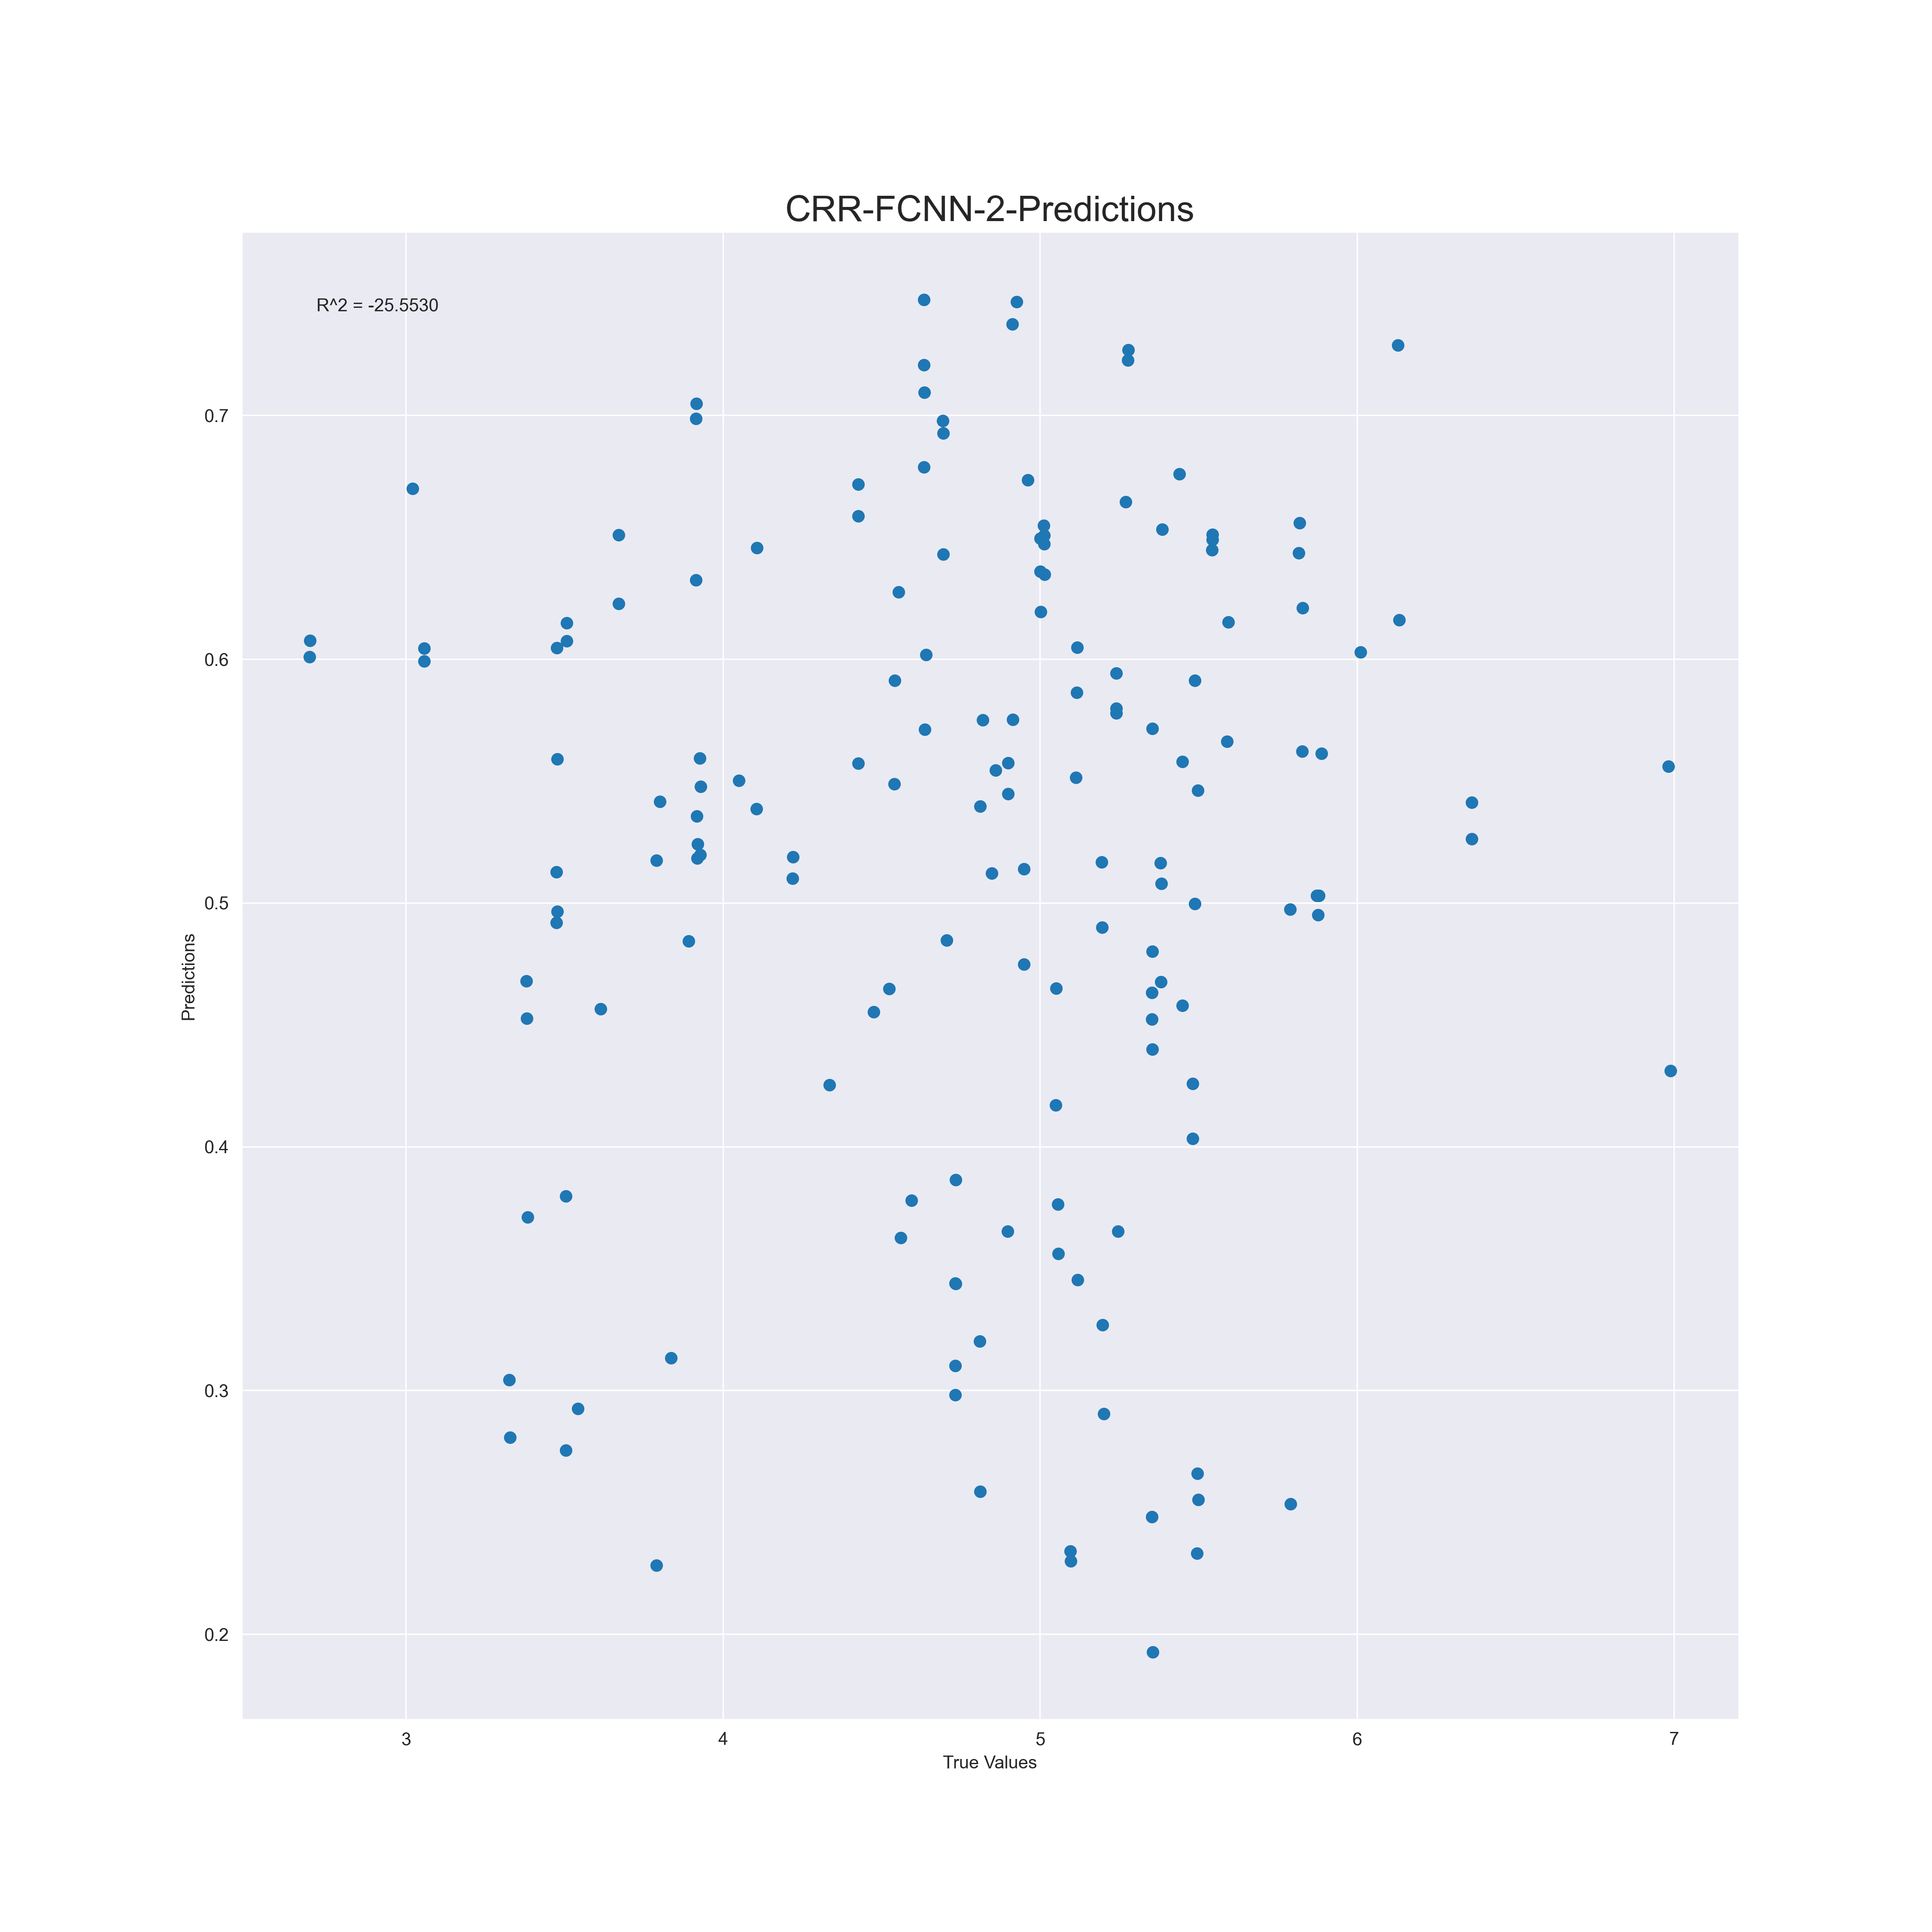 CRR-FCNN-2-Predictions
R^2 = -25.5530
0.7
0.6
0.5
0.4
0.3
0.2
Predictions
3 4 5 6 7
True Values